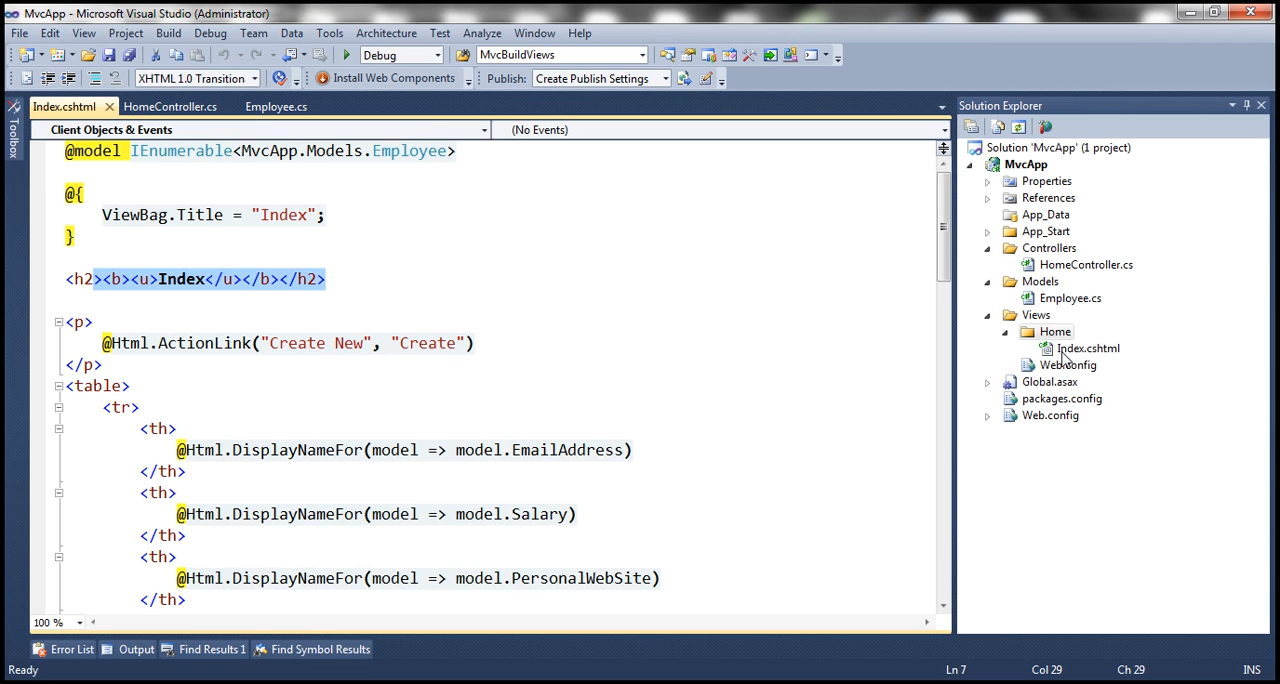 MvcApp - Microsoft Visual Studio (Administrator)
File Edit View Project Build Debug Team Data Tools Architecture Test Analyze Window Help
Debug MvcBuildViews
XHTML 1.0 Transition Install Web Components Publish: Create Publish Settings
Index.cshtml HomeController.cs Employee.cs
Client Objects & Events (No Events)
Toolbox
@model IEnumerable<MvcApp.Models.Employee>
@{
ViewBag.Title = "Index";
}
<h2><b><u>Index</u></b></h2>
<p>
@Html.ActionLink("Create New", "Create")
</p>
<table>
<tr>
<th>
@Html.DisplayNameFor(model => model.EmailAddress)
</th>
<th>
@Html.DisplayNameFor(model => model.Salary)
</th>
<th>
@Html.DisplayNameFor(model => model.PersonalWebSite)
</th>
100 %
Solution Explorer
Solution 'MvcApp' (1 project)
MvcApp
Properties
References
App_Data
App_Start
Controllers
HomeController.cs
Models
Employee.cs
Views
Home
Index.cshtml
Web.config
Global.asax
packages.config
Web.config
Error List Output Find Results 1 Find Symbol Results
Ready Ln 7 Col 29 Ch 29 INS